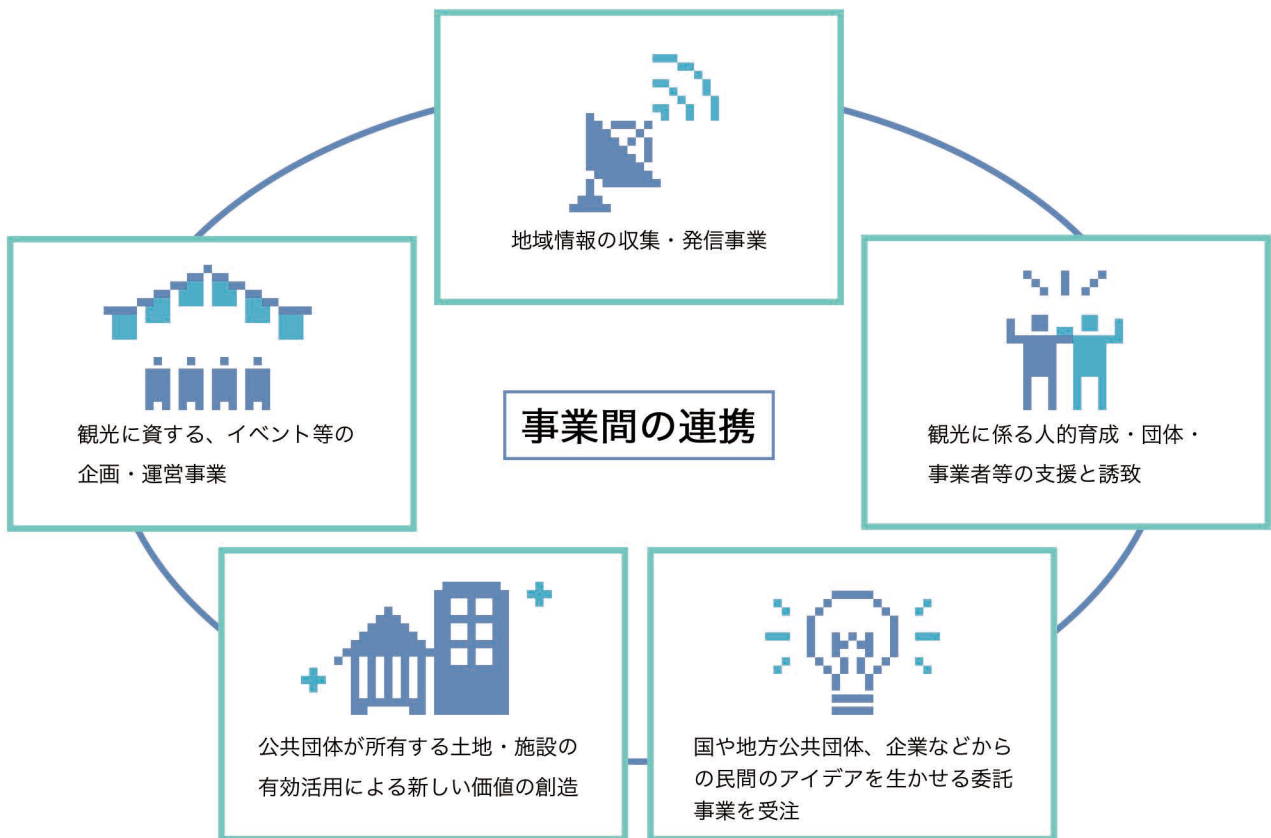 地域情報の収集・発信事業
観光に資する、イベント等の
企画・運営事業
事業間の連携
観光に係る人的育成・団体・
事業者等の支援と誘致
公共団体が所有する土地・施設の
有効活用による新しい価値の創造
国や地方公共団体、企業などから
の民間のアイデアを生かせる委託
事業を受注